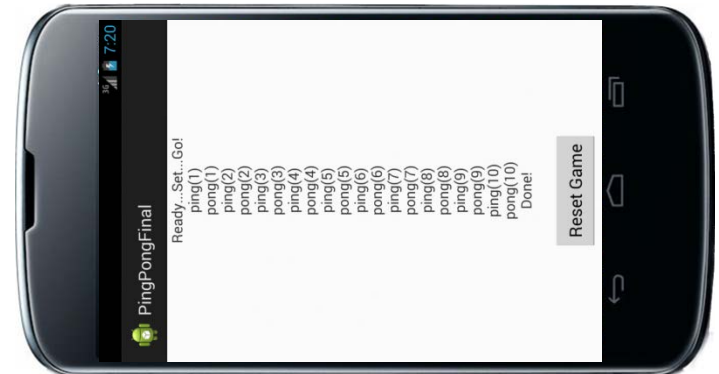 3G 7:20
PingPongFinal
Ready...Set...Go!
ping(1)
pong(1)
ping(2)
pong(2)
ping(3)
pong(3)
ping(4)
pong(4)
ping(5)
pong(5)
ping(6)
pong(6)
ping(7)
pong(7)
ping(8)
pong(8)
ping(9)
pong(9)
ping(10)
pong(10)
Done!
Reset Game